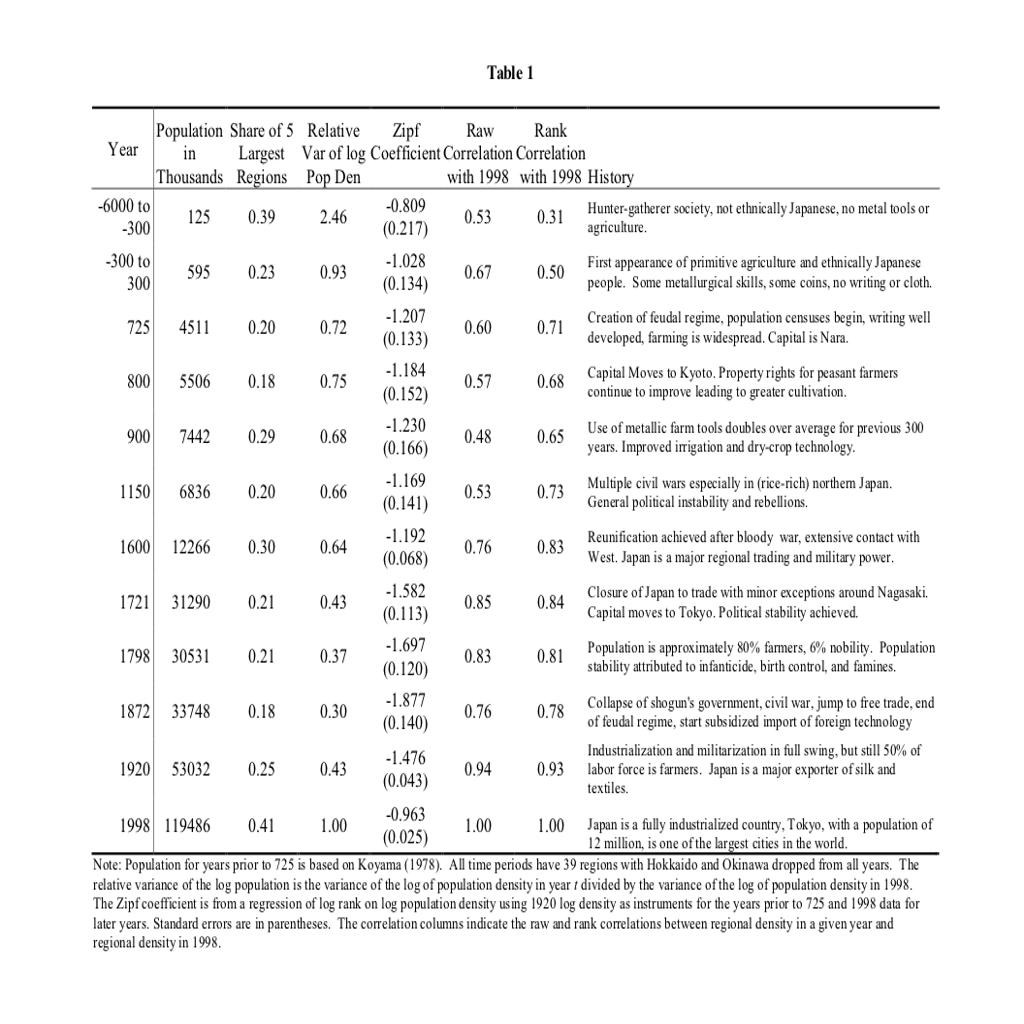 Table 1
Population Share of 5 Relative Zipf Raw Rank
Year in Largest Var of log Coefficient Correlation Correlation
Thousands Regions Pop Den with 1998 with 1998 History
-6000 to -300 125 0.39 2.46 -0.809 (0.217) 0.53 0.31 Hunter-gatherer society, not ethnically Japanese, no metal tools or
agriculture.
-300 to 300 595 0.23 0.93 -1.028 (0.134) 0.67 0.50 First appearance of primitive agriculture and ethnically Japanese
people. Some metallurgical skills, some coins, no writing or cloth.
725 4511 0.20 0.72 -1.207 (0.133) 0.60 0.71 Creation of feudal regime, population censuses begin, writing well
developed, farming is widespread. Capital is Nara.
800 5506 0.18 0.75 -1.184 (0.152) 0.57 0.68 Capital Moves to Kyoto. Property rights for peasant farmers
continue to improve leading to greater cultivation.
900 7442 0.29 0.68 -1.230 (0.166) 0.48 0.65 Use of metallic farm tools doubles over average for previous 300
years. Improved irrigation and dry-crop technology.
1150 6836 0.20 0.66 -1.169 (0.141) 0.53 0.73 Multiple civil wars especially in (rice-rich) northern Japan.
General political instability and rebellions.
1600 12266 0.30 0.64 -1.192 (0.068) 0.76 0.83 Reunification achieved after bloody war, extensive contact with
West. Japan is a major regional trading and military power.
1721 31290 0.21 0.43 -1.582 (0.113) 0.85 0.84 Closure of Japan to trade with minor exceptions around Nagasaki.
Capital moves to Tokyo. Political stability achieved.
1798 30531 0.21 0.37 -1.697 (0.120) 0.83 0.81 Population is approximately 80% farmers, 6% nobility. Population
stability attributed to infanticide, birth control, and famines.
1872 33748 0.18 0.30 -1.877 (0.140) 0.76 0.78 Collapse of shogun's government, civil war, jump to free trade, end
of feudal regime, start subsidized import of foreign technology
1920 53032 0.25 0.43 -1.476 (0.043) 0.94 0.93 Industrialization and militarization in full swing, but still 50% of
labor force is farmers. Japan is a major exporter of silk and
textiles.
1998 119486 0.41 1.00 -0.963 (0.025) 1.00 1.00 Japan is a fully industrialized country, Tokyo, with a population of
12 million, is one of the largest cities in the world.
Note: Population for years prior to 725 is based on Koyama (1978). All time periods have 39 regions with Hokkaido and Okinawa dropped from all years. The
relative variance of the log population is the variance of the log of population density in year t divided by the variance of the log of population density in 1998.
The Zipf coefficient is from a regression of log rank on log population density using 1920 log density as instruments for the years prior to 725 and 1998 data for
later years. Standard errors are in parentheses. The correlation columns indicate the raw and rank correlations between regional density in a given year and
regional density in 1998.